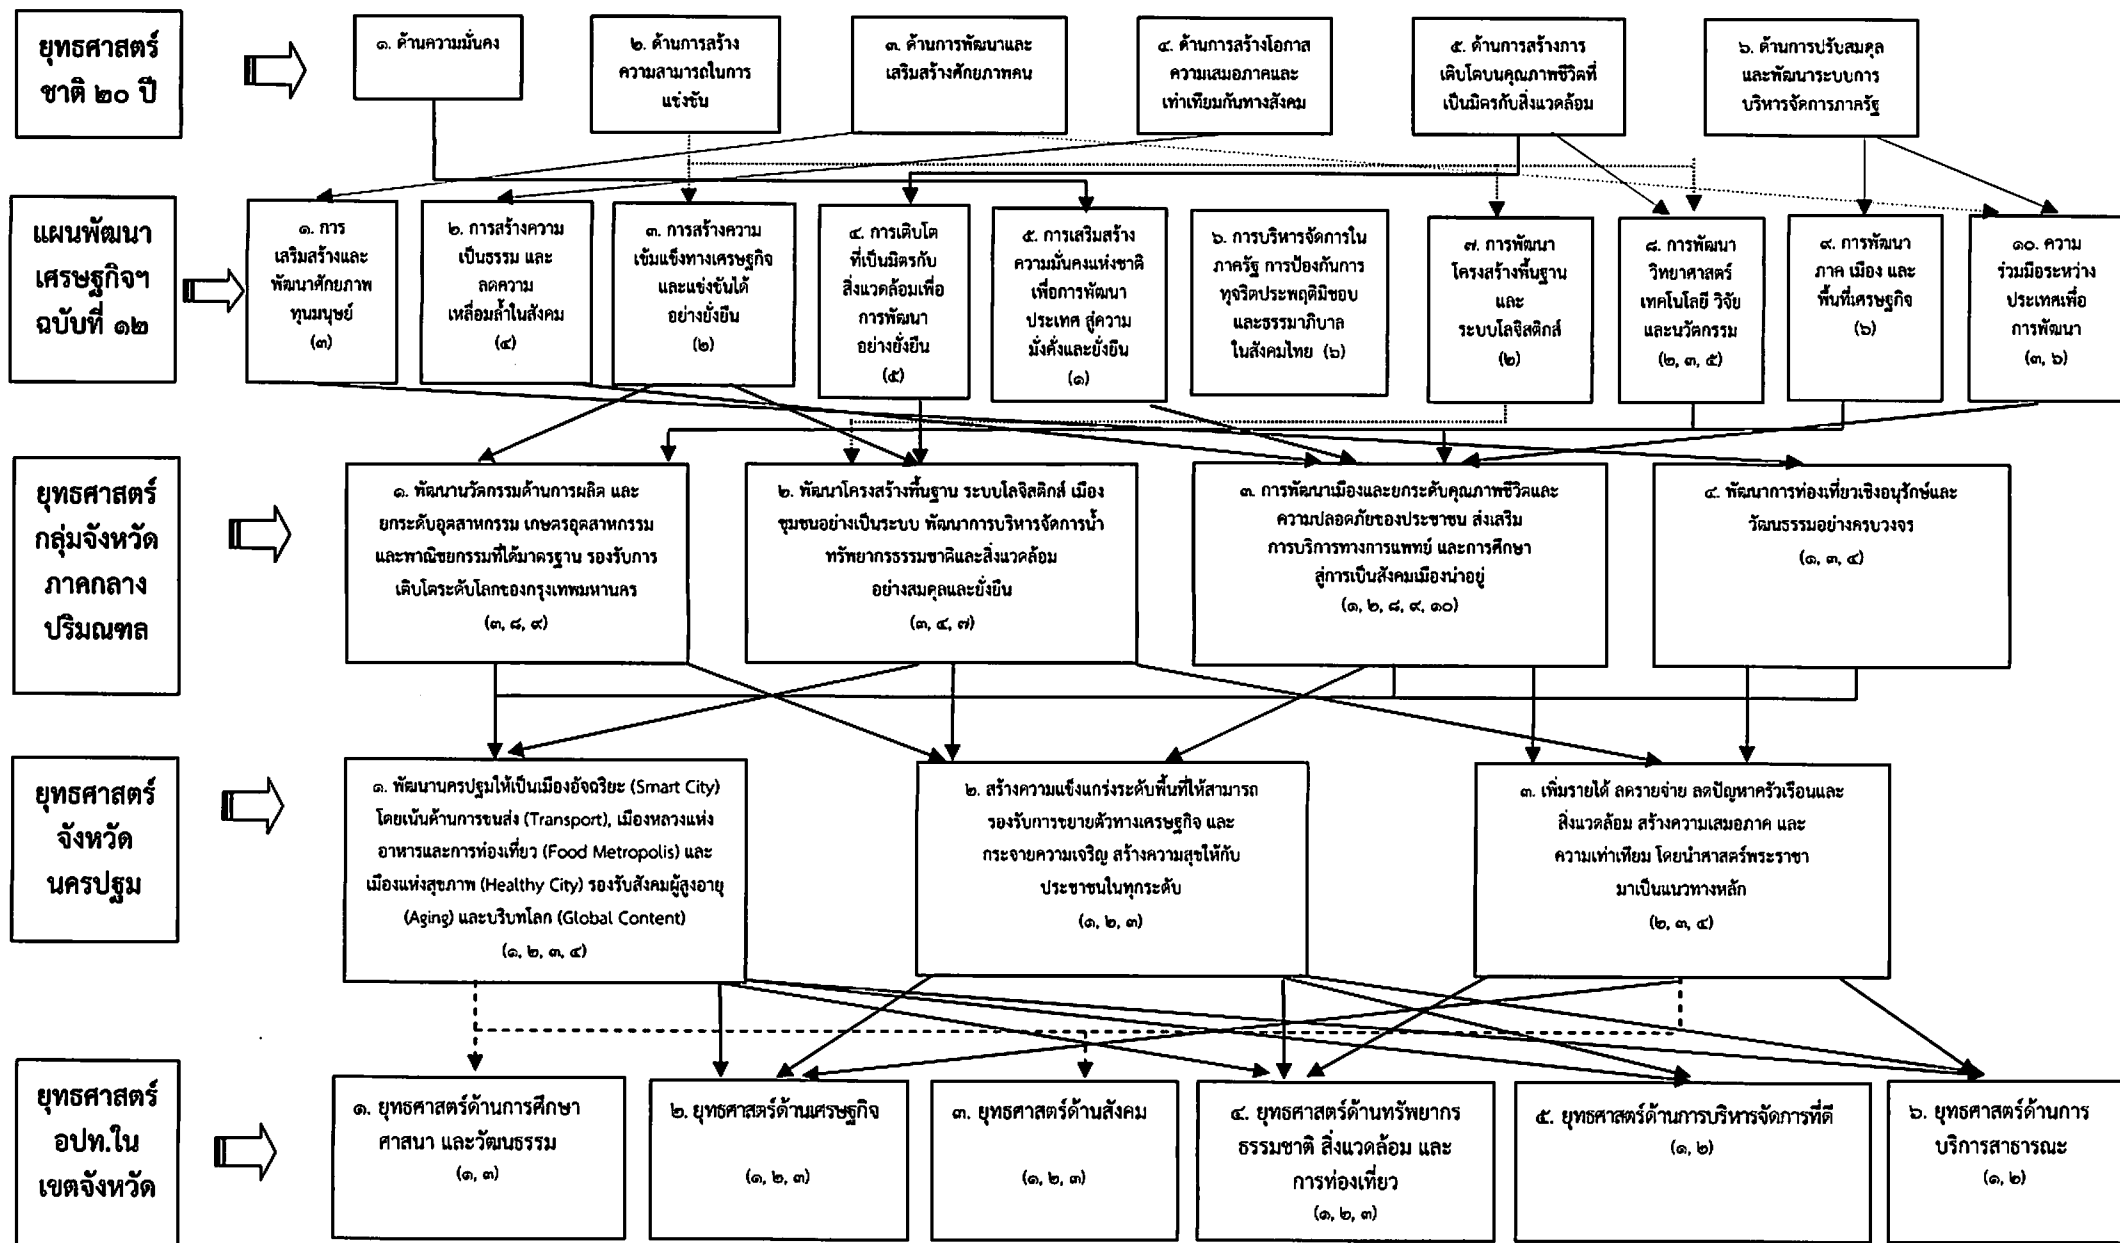 ยุทธศาสตร์
ชาติ ๒๐ ปี
๑. ด้านความมั่นคง
๒. ด้านการสร้าง
ความสามารถในการ
แข่งขัน
๓. ด้านการพัฒนาและ
เสริมสร้างศักยภาพคน
๔. ด้านการสร้างโอกาส
ความเสมอภาคและ
เท่าเทียมกันทางสังคม
๕. ด้านการสร้างการ
เติบโตบนคุณภาพชีวิตที่
เป็นมิตรกับสิ่งแวดล้อม
๖. ด้านการปรับสมดุล
และพัฒนาระบบการ
บริหารจัดการภาครัฐ
แผนพัฒนา
เศรษฐกิจฯ
ฉบับที่ ๑๒
๑. การ
เสริมสร้างและ
พัฒนาศักยภาพ
ทุนมนุษย์
(๓)
๒. การสร้างความ
เป็นธรรม และ
ลดความ
เหลื่อมล้ำในสังคม
(๔)
๓. การสร้างความ
เข้มแข็งทางเศรษฐกิจ
และแข่งขันได้
อย่างยั่งยืน
(๒)
๔. การเติบโต
ที่เป็นมิตรกับ
สิ่งแวดล้อมเพื่อ
การพัฒนา
อย่างยั่งยืน
(๕)
๕. การเสริมสร้าง
ความมั่นคงแห่งชาติ
เพื่อการพัฒนา
ประเทศ สู่ความ
มั่งคั่งและยั่งยืน
(๑)
๖. การบริหารจัดการใน
ภาครัฐ การป้องกันการ
ทุจริตประพฤติมิชอบ
และธรรมาภิบาล
ในสังคมไทย (๖)
๗. การพัฒนา
โครงสร้างพื้นฐาน
และ
ระบบโลจิสติกส์
(๒)
๘. การพัฒนา
วิทยาศาสตร์
เทคโนโลยี วิจัย
และนวัตกรรม
(๒, ๓, ๕)
๙. การพัฒนา
ภาค เมือง และ
พื้นที่เศรษฐกิจ
(๖)
๑๐. ความ
ร่วมมือระหว่าง
ประเทศเพื่อ
การพัฒนา
(๓, ๖)
ยุทธศาสตร์
กลุ่มจังหวัด
ภาคกลาง
ปริมณฑล
๑. พัฒนานวัตกรรมด้านการผลิต และ
ยกระดับอุตสาหกรรม เกษตรอุตสาหกรรม
และพาณิชยกรรมที่ได้มาตรฐาน รองรับการ
เติบโตระดับโลกของกรุงเทพมหานคร
(๓, ๘, ๙)
๒. พัฒนาโครงสร้างพื้นฐาน ระบบโลจิสติกส์ เมือง
ชุมชนอย่างเป็นระบบ พัฒนาการบริหารจัดการน้ำ
ทรัพยากรธรรมชาติและสิ่งแวดล้อม
อย่างสมดุลและยั่งยืน
(๓, ๔, ๗)
๓. การพัฒนาเมืองและยกระดับคุณภาพชีวิตและ
ความปลอดภัยของประชาชน ส่งเสริม
การบริการทางการแพทย์ และการศึกษา
สู่การเป็นสังคมเมืองน่าอยู่
(๑, ๒, ๘, ๙, ๑๐)
๔. พัฒนาการท่องเที่ยวเชิงอนุรักษ์และ
วัฒนธรรมอย่างครบวงจร
(๑, ๓, ๔)
ยุทธศาสตร์
จังหวัด
นครปฐม
๑. พัฒนานครปฐมให้เป็นเมืองอัจฉริยะ (Smart City)
โดยเน้นด้านการขนส่ง (Transport), เมืองหลวงแห่ง
อาหารและการท่องเที่ยว (Food Metropolis) และ
เมืองแห่งสุขภาพ (Healthy City) รองรับสังคมผู้สูงอายุ
(Aging) และบริบทโลก (Global Content)
(๑, ๒, ๓, ๔)
๒. สร้างความแข็งแกร่งระดับพื้นที่ให้สามารถ
รองรับการขยายตัวทางเศรษฐกิจ และ
กระจายความเจริญ สร้างความสุขให้กับ
ประชาชนในทุกระดับ
(๑, ๒, ๓)
๓. เพิ่มรายได้ ลดรายจ่าย ลดปัญหาครัวเรือนและ
สิ่งแวดล้อม สร้างความเสมอภาค และ
ความเท่าเทียม โดยนำศาสตร์พระราชา
มาเป็นแนวทางหลัก
(๒, ๓, ๔)
ยุทธศาสตร์
อปท.ใน
เขตจังหวัด
๑. ยุทธศาสตร์ด้านการศึกษา
ศาสนา และวัฒนธรรม
(๑, ๓)
๒. ยุทธศาสตร์ด้านเศรษฐกิจ
(๑, ๒, ๓)
๓. ยุทธศาสตร์ด้านสังคม
(๑, ๒, ๓)
๔. ยุทธศาสตร์ด้านทรัพยากร
ธรรมชาติ สิ่งแวดล้อม และ
การท่องเที่ยว
(๑, ๒, ๓)
๕. ยุทธศาสตร์ด้านการบริหารจัดการที่ดี
(๑, ๒)
๖. ยุทธศาสตร์ด้านการ
บริการสาธารณะ
(๑, ๒)